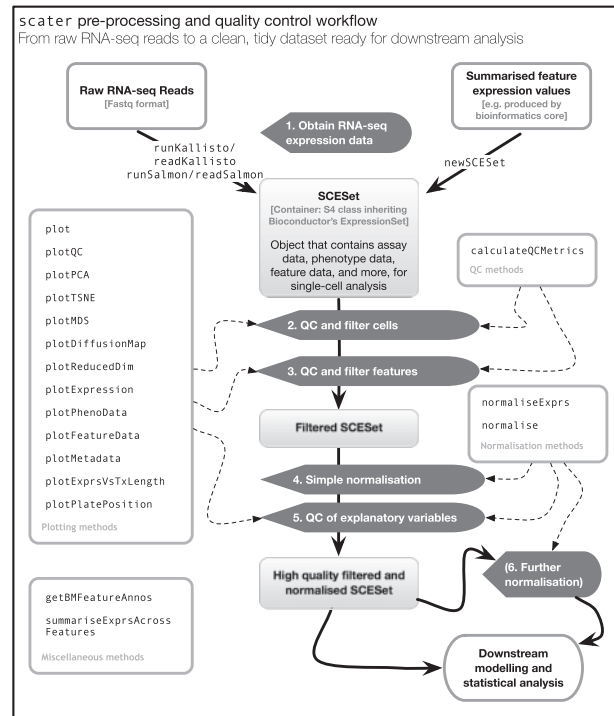 scater pre-processing and quality control workflow
From raw RNA-seq reads to a clean, tidy dataset ready for downstream analysis
Raw RNA-seq Reads
[Fastq format]
Summarised feature
expression values
[e.g. produced by
bioinformatics core]
1. Obtain RNA-seq
expression data
runKallisto/
readKallisto
runSalmon/readSalmon
newSCESet
SCESet
[Container: S4 class inheriting
Bioconductor's ExpressionSet]
Object that contains assay
data, phenotype data,
feature data, and more, for
single-cell analysis
plot
plotQC
plotPCA
plotTSNE
plotMDS
plotDiffusionMap
plotReducedDim
plotExpression
plotPhenoData
plotFeatureData
plotMetadata
plotExprsVsTxLength
plotPlatePosition
Plotting methods
calculateQCMetrics
QC methods
2. QC and filter cells
3. QC and filter features
Filtered SCESet
normaliseExprs
normalise
Normalisation methods
4. Simple normalisation
5. QC of explanatory variables
High quality filtered and
normalised SCESet
(6. Further
normalisation)
getBMFeatureAnnos
summariseExprsAcross
Features
Miscellaneous methods
Downstream
modelling and
statistical analysis